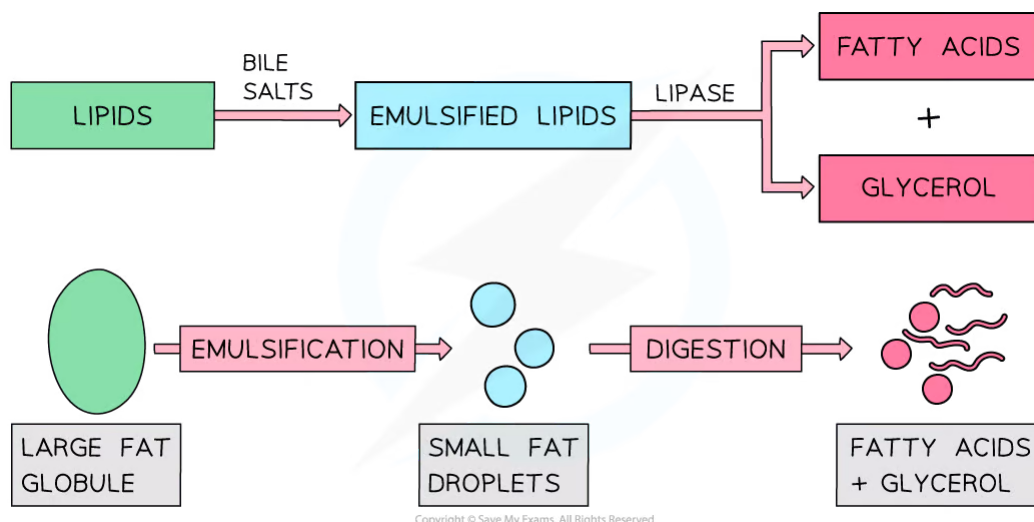 LIPIDS
BILE
SALTS
EMULSIFIED LIPIDS
LIPASE
FATTY ACIDS
+
GLYCEROL
EMULSIFICATION
DIGESTION
LARGE FAT
GLOBULE
SMALL FAT
DROPLETS
FATTY ACIDS
+ GLYCEROL
Copyright © Save My Exams. All Rights Reserved